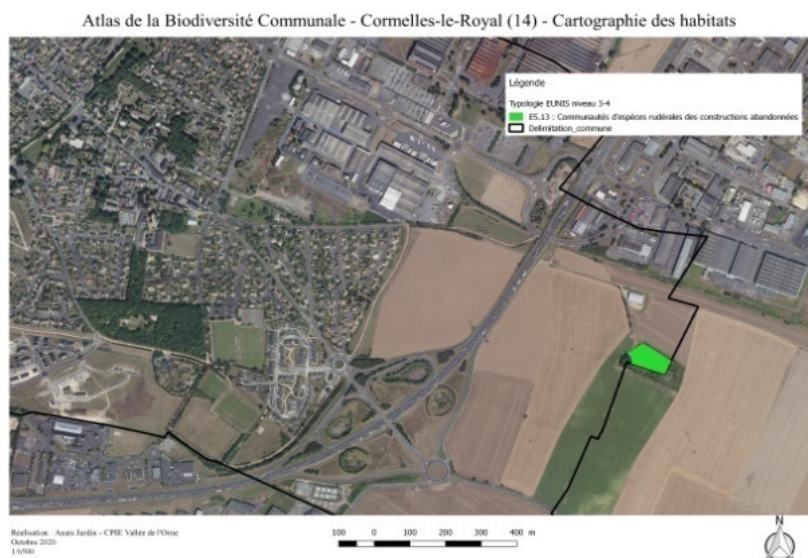 Atlas de la Biodiversité Communale - Cormelles-le-Royal (14) - Cartographie des habitats
Légende
Typologie EUNIS niveau 3-4
E5.13 : Communautés d'espèces rudérales des constructions abandonnées
Delimitation_commune
Réalisation : Anaïs Jardin - CPIE Vallée de l'Orne
Octobre 2020
1/6500
100 0 100 200 300 400 m
N